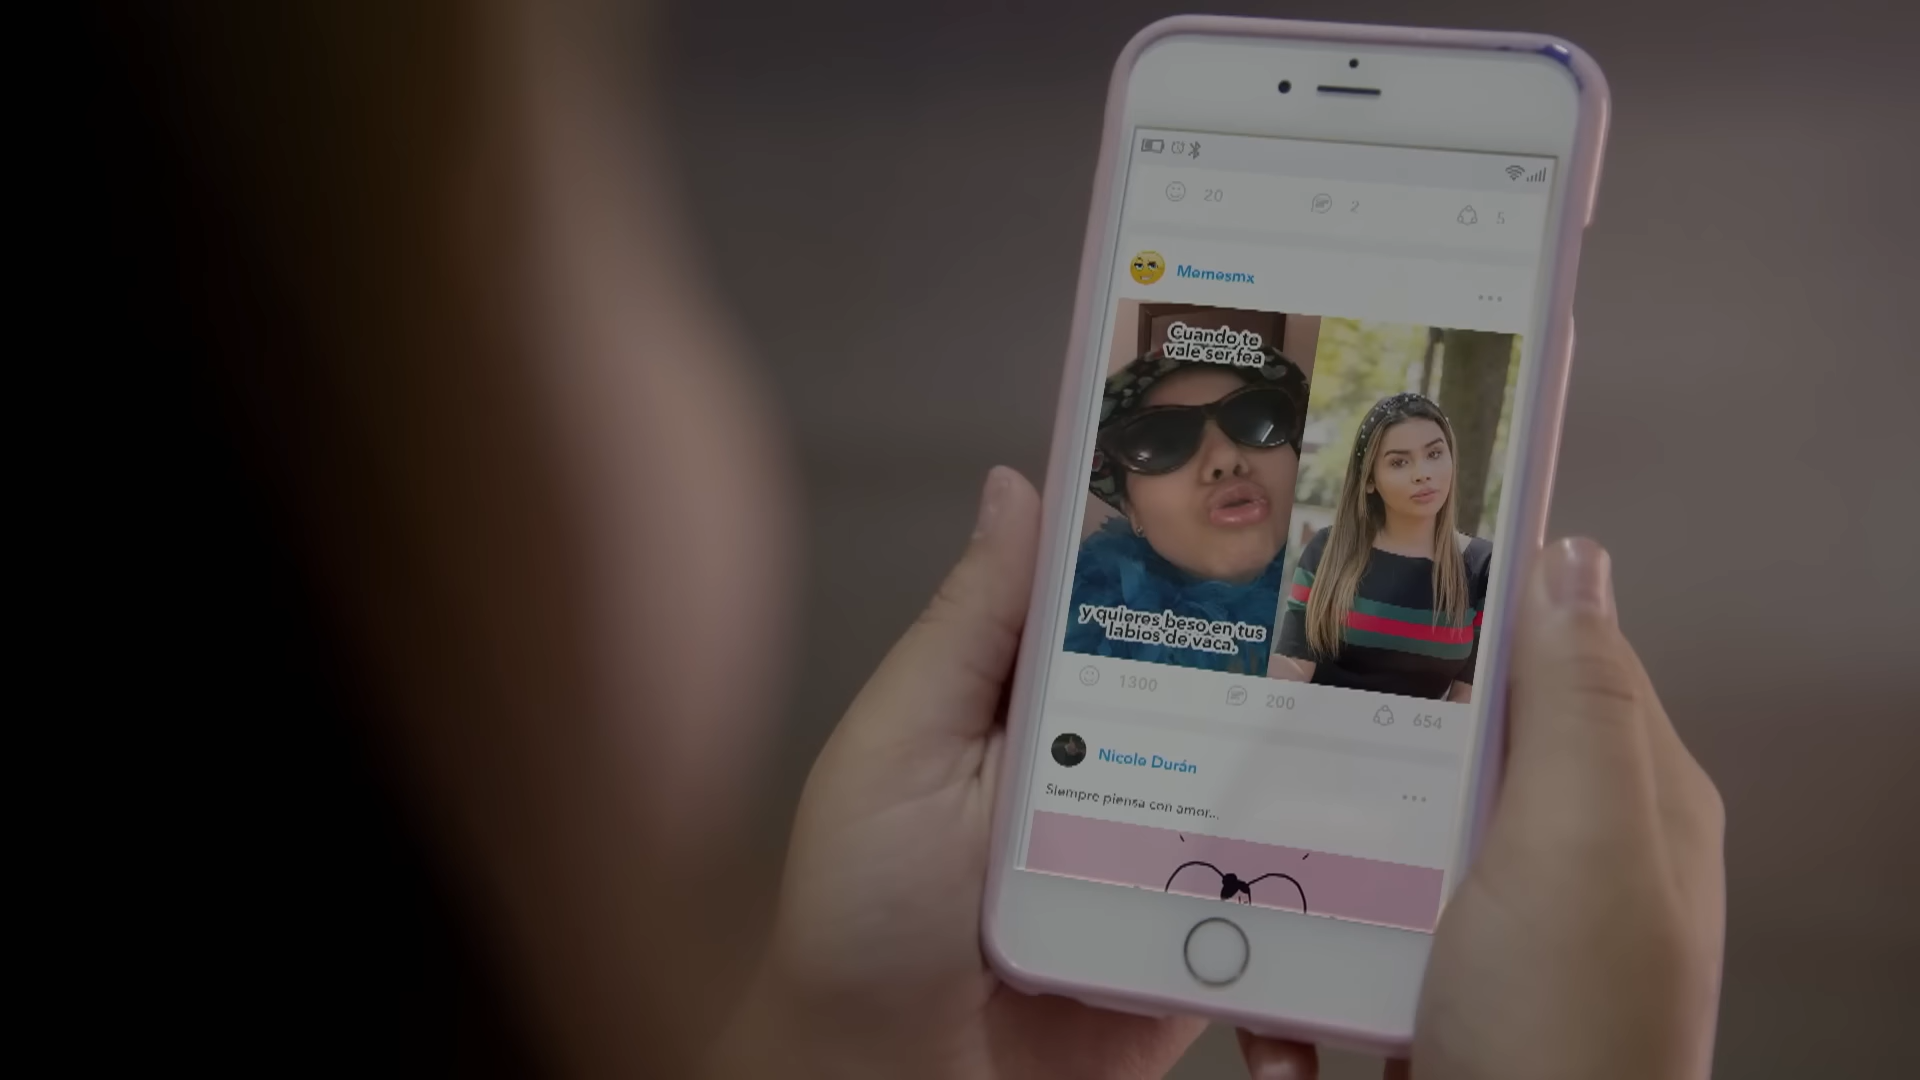 20 2 5
Memesmx
Cuando te
vale ser fea
y quieres beso en tus
labios de vaca.
1300 200 654
Nicole Durán
Siempre piensa con amor...